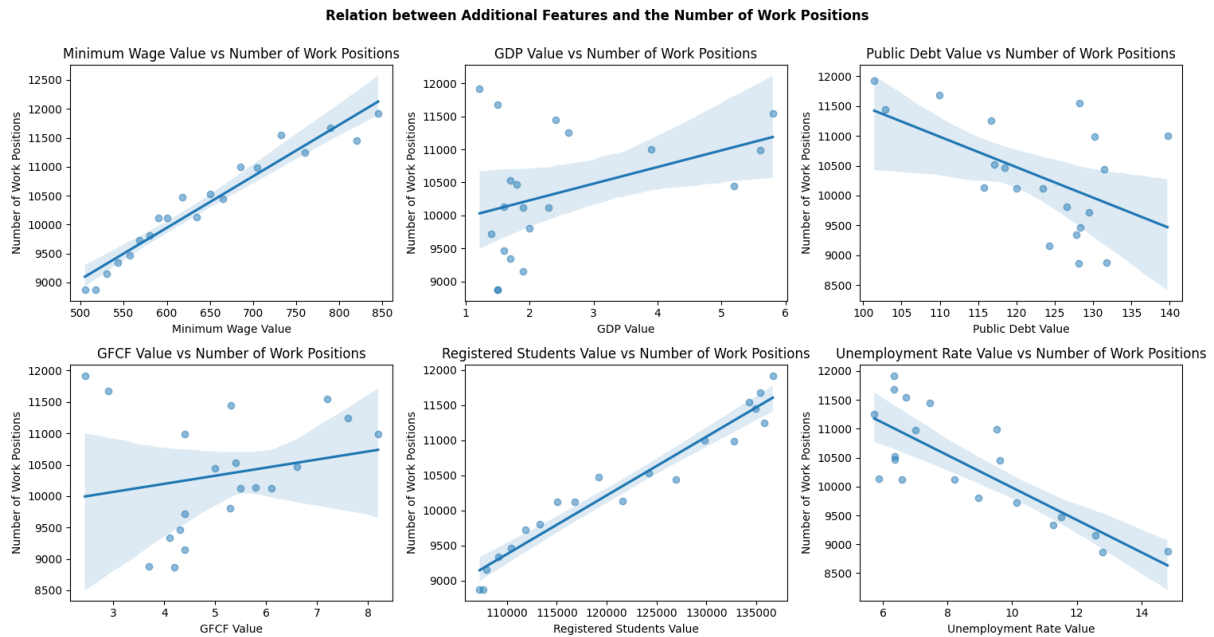 Relation between Additional Features and the Number of Work Positions
Minimum Wage Value vs Number of Work Positions
Number of Work Positions
12500
12000
11500
11000
10500
10000
9500
9000
500 550 600 650 700 750 800 850
Minimum Wage Value
GDP Value vs Number of Work Positions
Number of Work Positions
12000
11500
11000
10500
10000
9500
9000
1 2 3 4 5 6
GDP Value
Public Debt Value vs Number of Work Positions
Number of Work Positions
12000
11500
11000
10500
10000
9500
9000
8500
100 105 110 115 120 125 130 135 140
Public Debt Value
GFCF Value vs Number of Work Positions
Number of Work Positions
12000
11500
11000
10500
10000
9500
9000
8500
3 4 5 6 7 8
GFCF Value
Registered Students Value vs Number of Work Positions
Number of Work Positions
12000
11000
10000
9000
110000 115000 120000 125000 130000 135000
Registered Students Value
Unemployment Rate Value vs Number of Work Positions
Number of Work Positions
12000
11500
11000
10500
10000
9500
9000
8500
6 8 10 12 14
Unemployment Rate Value